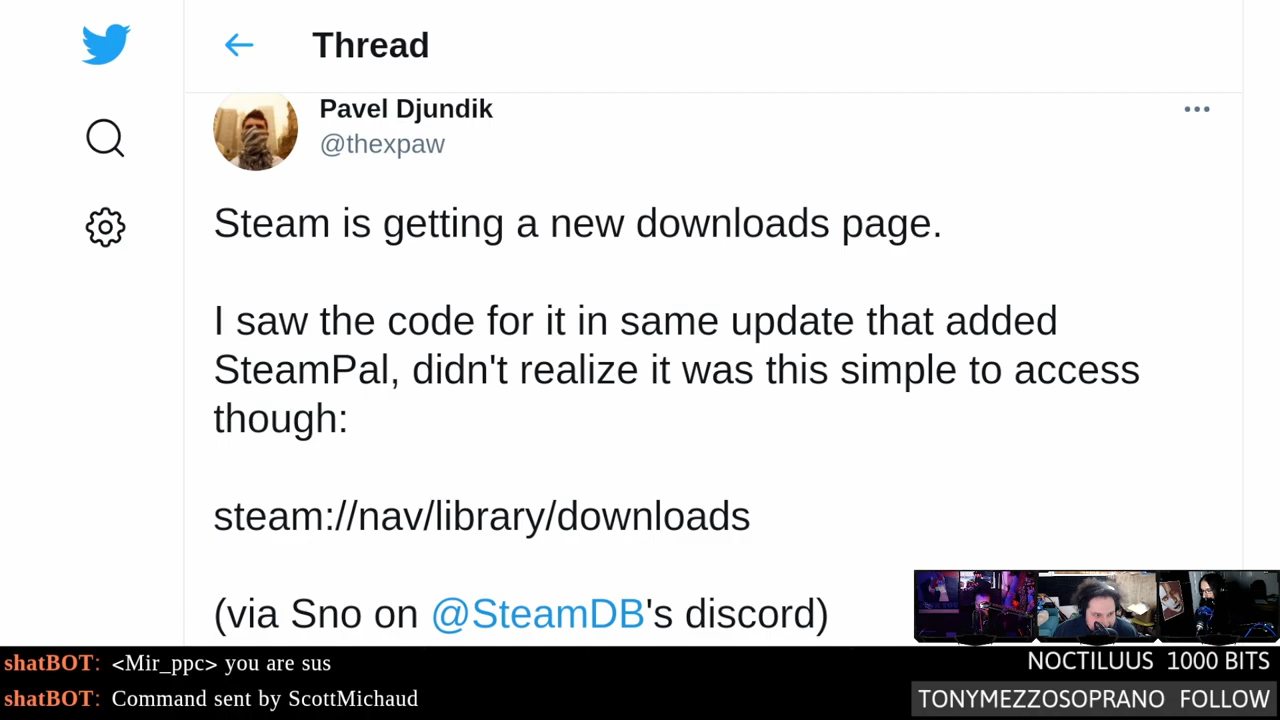 Thread
Pavel Djundik
@thexpaw
Steam is getting a new downloads page.
I saw the code for it in same update that added
SteamPal, didn't realize it was this simple to access
though:
steam://nav/library/downloads
(via Sno on @SteamDB's discord)
shatBOT: <Mir_ppc> you are sus
shatBOT: Command sent by ScottMichaud
NOCTILUUS 1000 BITS
TONYMEZZOSOPRANO FOLLOW